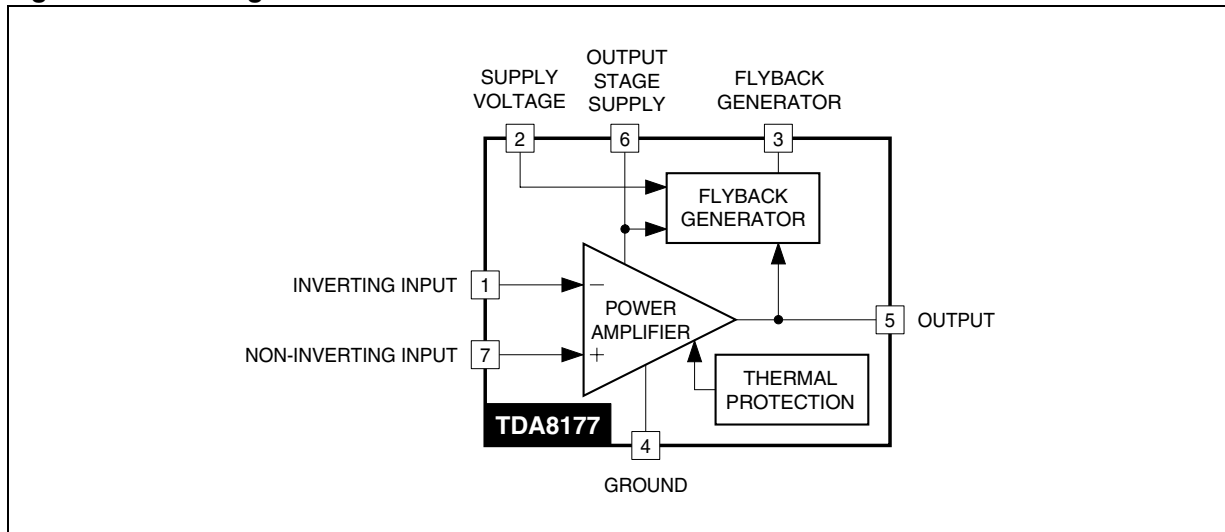 SUPPLY
VOLTAGE
OUTPUT
STAGE
SUPPLY
FLYBACK
GENERATOR
2
6
3
FLYBACK
GENERATOR
INVERTING INPUT
1
−
POWER
AMPLIFIER
5
OUTPUT
NON-INVERTING INPUT
7
+
THERMAL
PROTECTION
TDA8177
4
GROUND